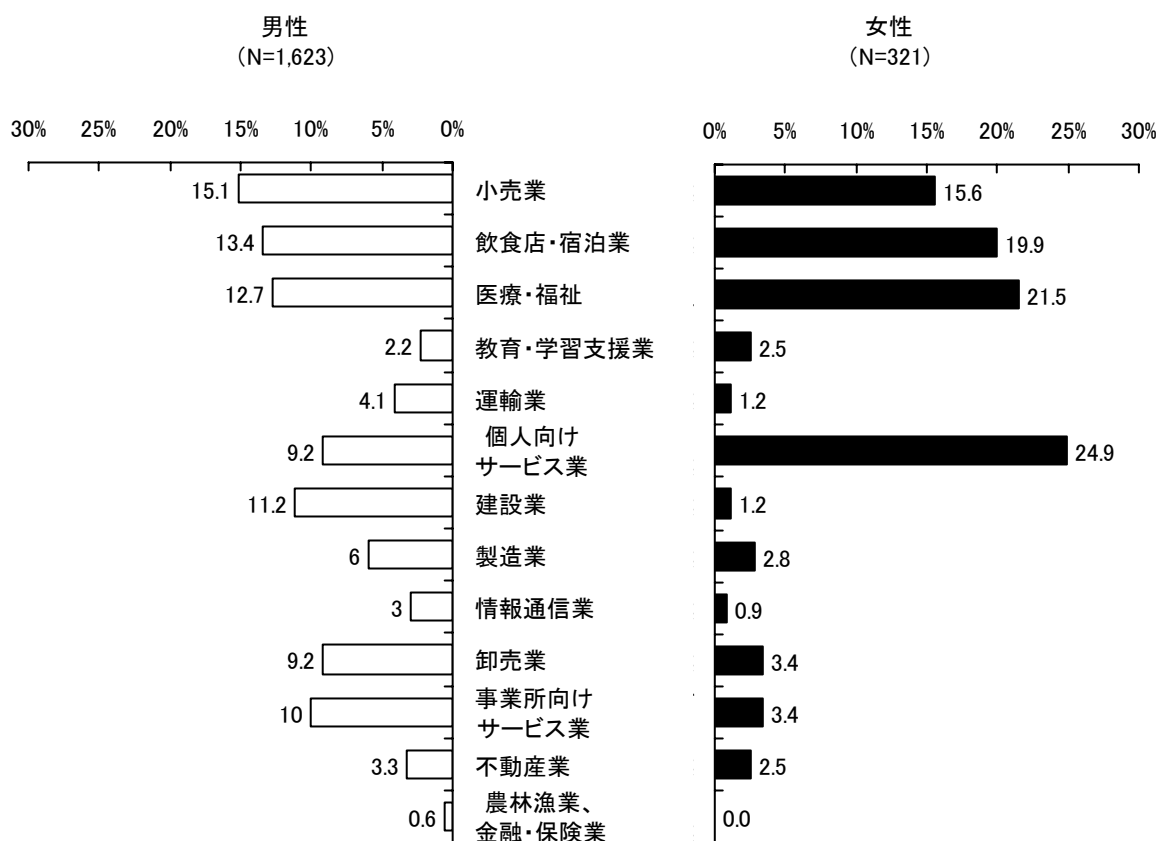 男性
（N=1,623）
女性
（N=321）
30% 25% 20% 15% 10% 5% 0%
0% 5% 10% 15% 20% 25% 30%
15.1 小売業 15.6
13.4 飲食店・宿泊業 19.9
12.7 医療・福祉 21.5
2.2 教育・学習支援業 2.5
4.1 運輸業 1.2
個人向け
9.2 サービス業 24.9
11.2 建設業 1.2
6 製造業 2.8
3 情報通信業 0.9
9.2 卸売業 3.4
事業所向け
10 サービス業 3.4
3.3 不動産業 2.5
農林漁業、
0.6 金融・保険業 0.0